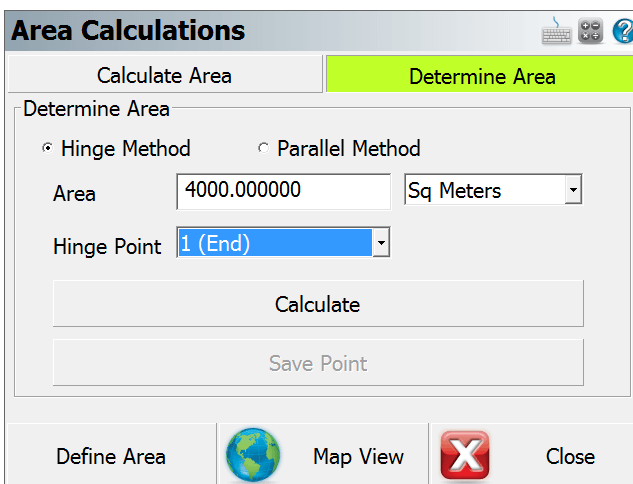 Area Calculations
Calculate Area
Determine Area
Determine Area
Hinge Method
Parallel Method
Area
4000.000000
Sq Meters
Hinge Point
1 (End)
Calculate
Save Point
Define Area
Map View
Close